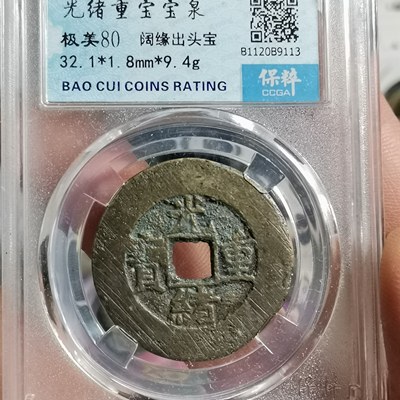 光绪重宝宝泉
极美80 阔缘出头宝
32.1*1.8mm*9.4g
BAO CUI COINS RATING
B1120B9113
保粹
CCGA
光
寶 重
緒